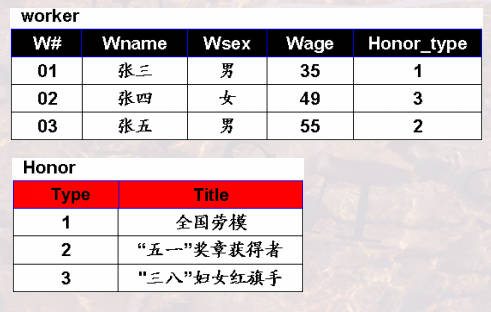 worker
W# Wname Wsex Wage Honor_type
01 张三 男 35 1
02 张四 女 49 3
03 张五 男 55 2
Honor
Type Title
1 全国劳模
2 “五一”奖章获得者
3 "三八”妇女红旗手